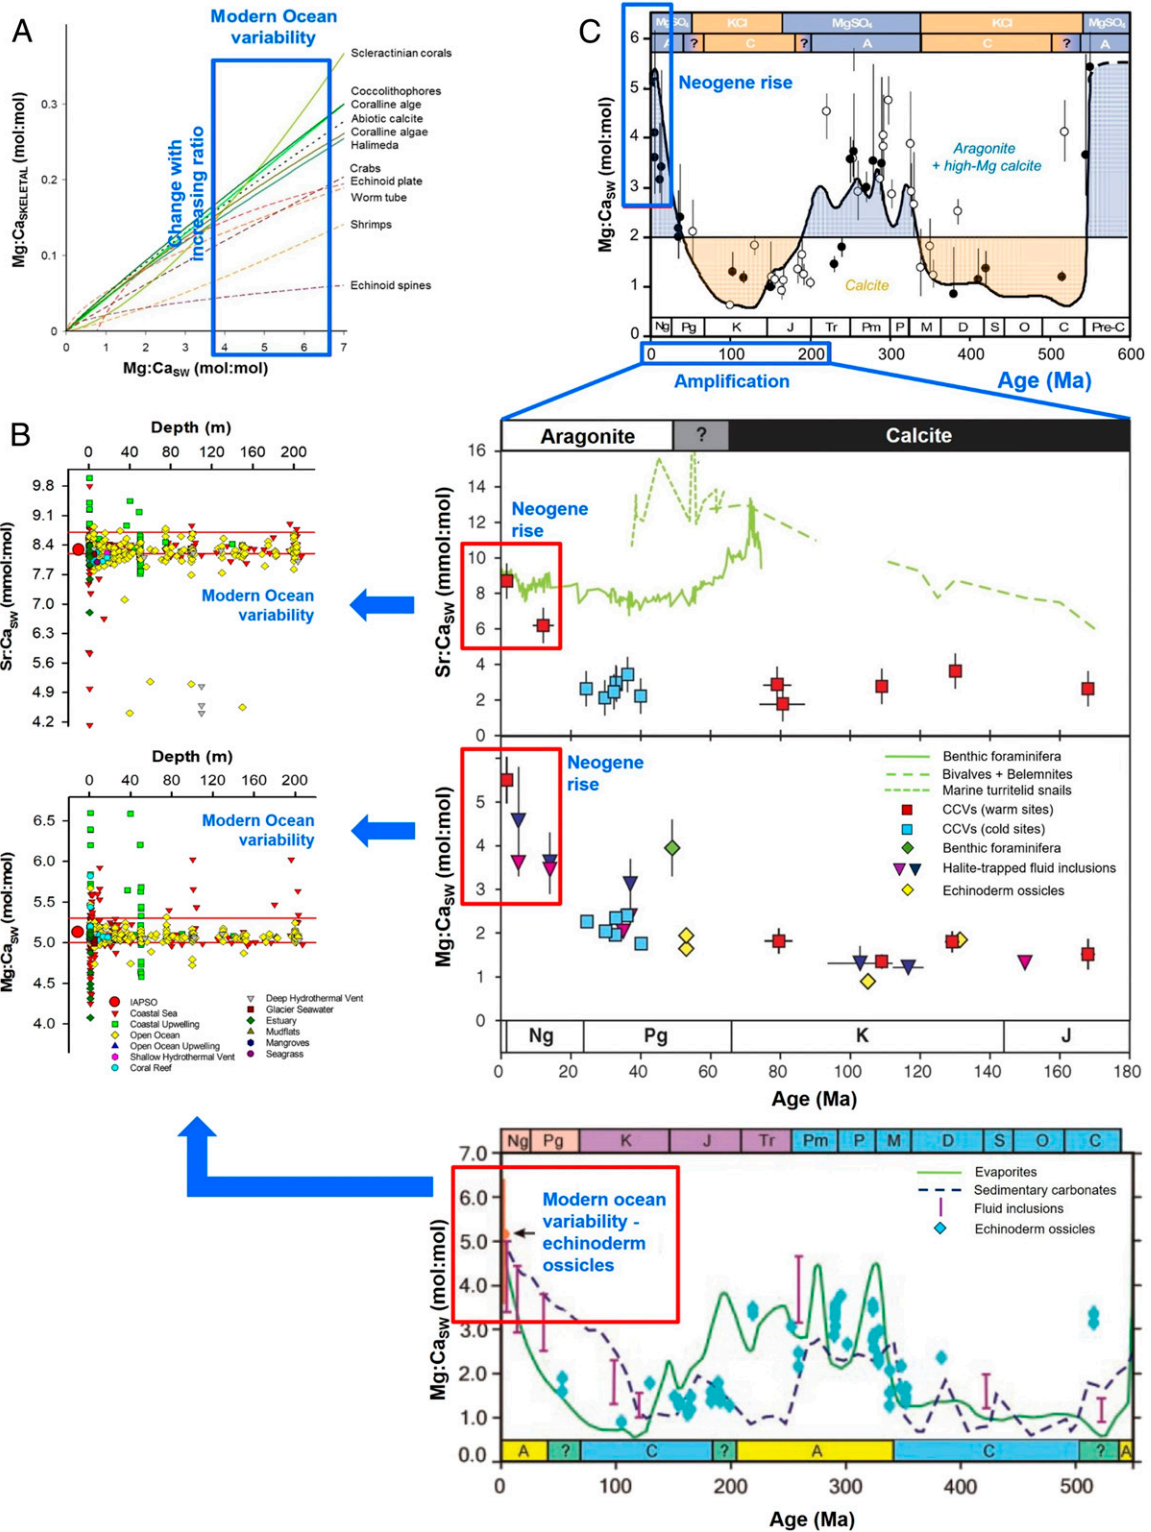 A
Modern Ocean
variability
Mg:CaSKELETAL (mol:mol)
0.3
0.2
0.1
0
Change with
increasing ratio
Scleractinian corals
Coccolithophores
Coralline alge
Abiotic calcite
Coralline algae
Halimeda
Crabs
Echinoid plate
Worm tube
Shrimps
Echinoid spines
0 1 2 3 4 5 6 7
Mg:CaSW (mol:mol)
C
MgSO₄ KCl MgSO₄ KCl MgSO₄
A ? C ? A C ? A
Mg:CaSW (mol:mol)
6
5
4
3
2
1
0
Neogene rise
Aragonite
+ high-Mg calcite
Calcite
Ng Pg K J Tr Pm P M D S O C Pre-C
0 100 200 300 400 500 600
Amplification
Age (Ma)
B
Depth (m)
0 40 80 120 160 200
Sr:CaSW (mmol:mol)
9.8
9.1
8.4
7.7
7.0
6.3
5.6
4.9
4.2
Modern Ocean
variability
Depth (m)
0 40 80 120 160 200
Mg:CaSW (mol:mol)
6.5
6.0
5.5
5.0
4.5
4.0
Modern Ocean
variability
IAPSO
Coastal Sea
Coastal Upwelling
Open Ocean
Open Ocean Upwelling
Shallow Hydrothermal Vent
Coral Reef
Deep Hydrothermal Vent
Glacier Seawater
Estuary
Mudflats
Mangroves
Seagrass
Aragonite ? Calcite
Sr:CaSW (mmol:mol)
16
14
12
10
8
6
4
2
0
Neogene
rise
Mg:CaSW (mol:mol)
5
4
3
2
1
0
Neogene
rise
Benthic foraminifera
Bivalves + Belemnites
Marine turritelid snails
CCVs (warm sites)
CCVs (cold sites)
Benthic foraminifera
Halite-trapped fluid inclusions
Echinoderm ossicles
Ng Pg K J
0 20 40 60 80 100 120 140 160 180
Age (Ma)
Ng Pg K J Tr Pm P M D S O C
Mg:CaSW (mol:mol)
7.0
6.0
5.0
4.0
3.0
2.0
1.0
0.0
Modern ocean
variability -
echinoderm
ossicles
Evaporites
Sedimentary carbonates
Fluid inclusions
Echinoderm ossicles
A ? C ? A C ? A
0 100 200 300 400 500
Age (Ma)